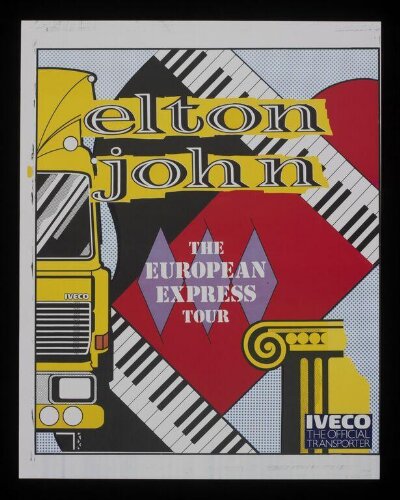 elton
john
THE
EUROPEAN
EXPRESS
TOUR
IVECO
IVECO
THE OFFICIAL
TRANSPORTER